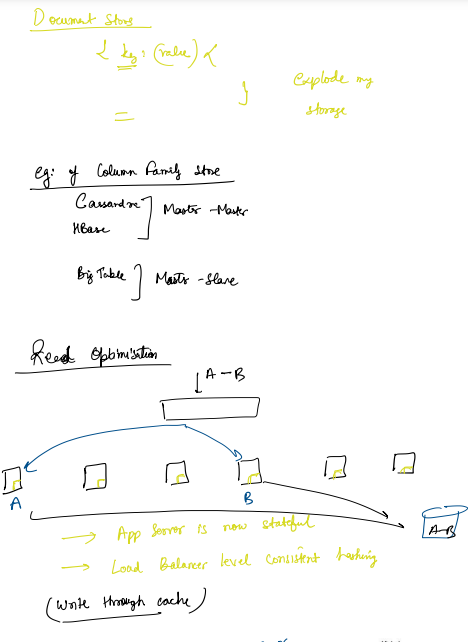 Document Store
{ key : (value) {
}
Explode my
storage
eg: of Column Family Store
Cassandra
HBase
Master - Master
Big Table
Master - Slave
Read Optimisation
A - B
A
B
A-B
→ App Server is now stateful
→ Load Balancer level consistent hashing
(Write through cache)